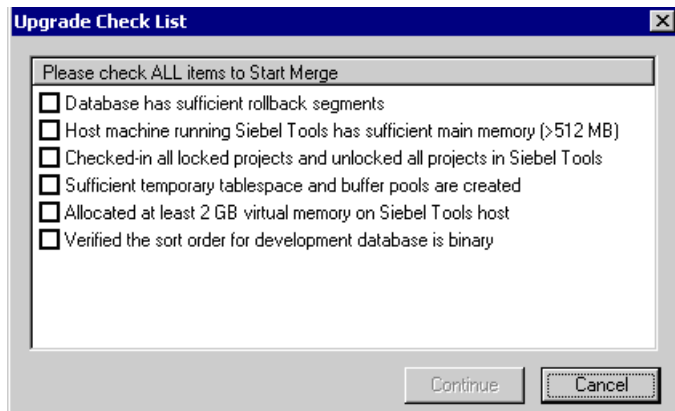 Upgrade Check List
Please check ALL items to Start Merge
Database has sufficient rollback segments
Host machine running Siebel Tools has sufficient main memory (>512 MB)
Checked-in all locked projects and unlocked all projects in Siebel Tools
Sufficient temporary tablespace and buffer pools are created
Allocated at least 2 GB virtual memory on Siebel Tools host
Verified the sort order for development database is binary
Continue
Cancel